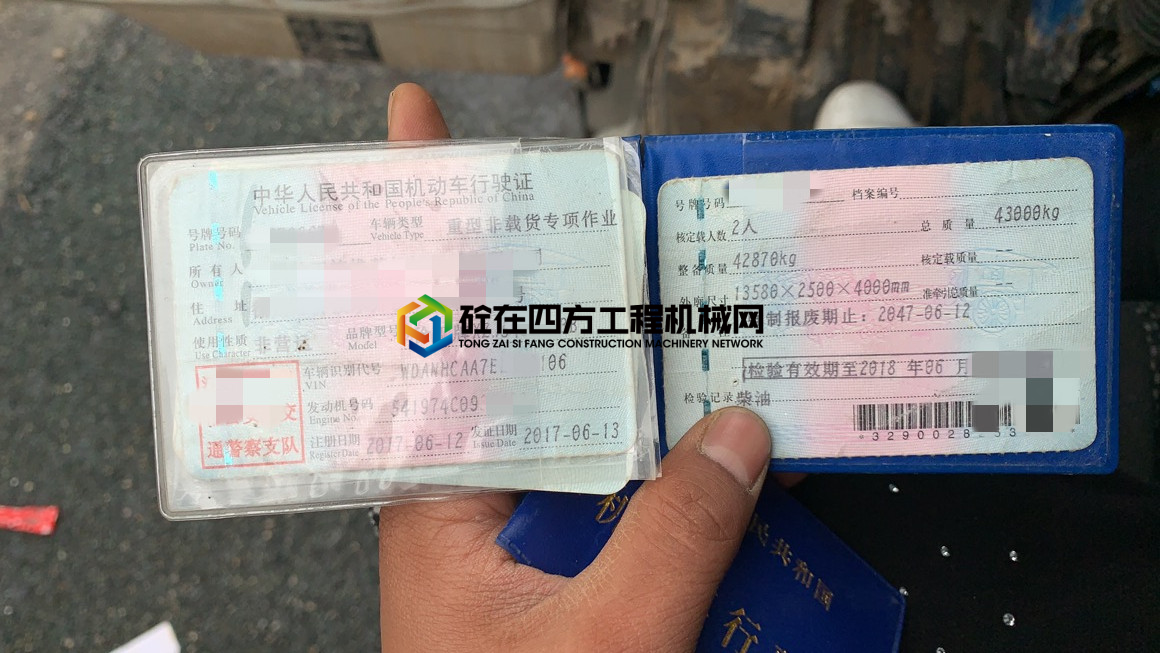 中华人民共和国机动车行驶证
Vehicle License of the People's Republic of China
号牌号码
Plate No.
车辆类型
Vehicle Type
重型非载货专项作业
所有人
Owner
住 址
Address
使用性质
Use Character
非营运
品牌型号
Model
车辆识别代号
VIN
WDANHCAA7E
06
发动机号码
Engine No.
541974C09
注册日期
Register Date
2017-06-12
发证日期
Issue Date
2017-06-13
通警察支队
号牌号码
档案编号
核定载人数 2人
总 质 量 43000kg
整备质量 42870kg
核定载质量
外廓尺寸 13580×2500×4000mm
准牵引总质量
制报废期止：2047-06-12
检验有效期至2018 年06 月
检验记录 柴油
砼在四方工程机械网
TONG ZAI SI FANG CONSTRUCTION MACHINERY NETWORK
民共和国
行